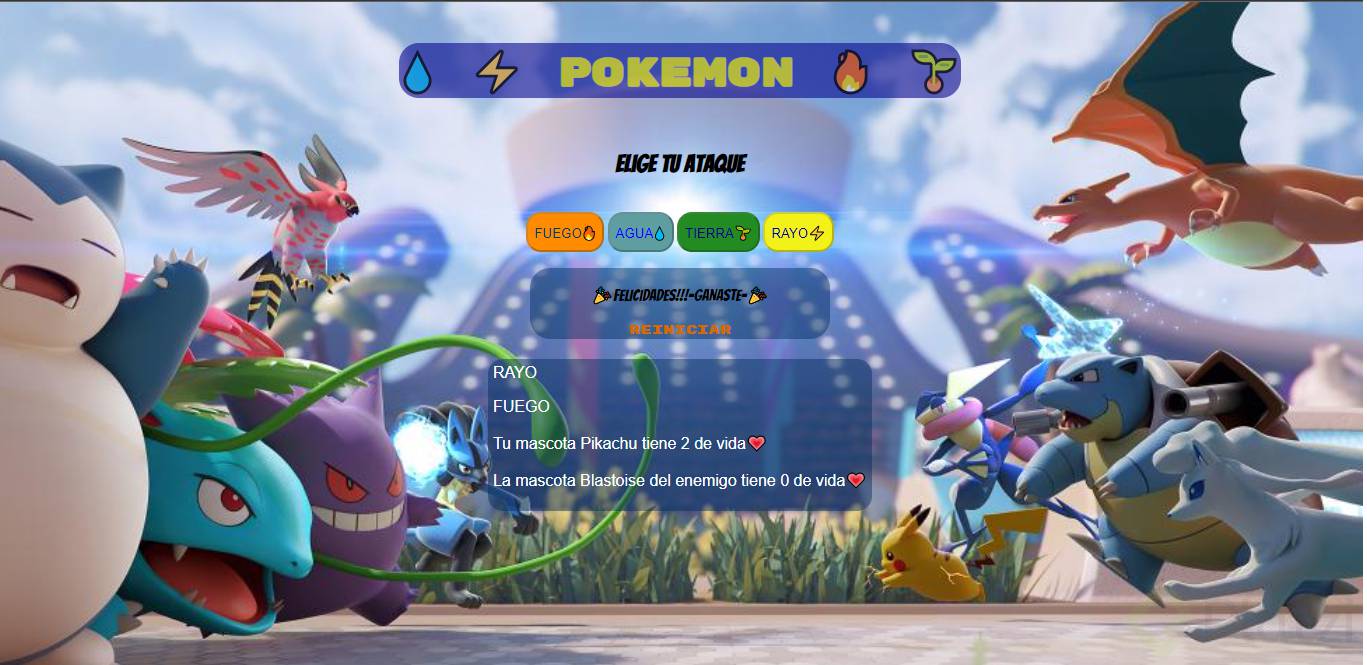 POKEMON
ELIGE TU ATAQUE
FUEGO🔥 AGUA💧 TIERRA🌱 RAYO⚡
🎉FELICIDADES!!!-GANASTE-🎉
REINICIAR
RAYO
FUEGO
Tu mascota Pikachu tiene 2 de vida❤️
La mascota Blastoise del enemigo tiene 0 de vida❤️